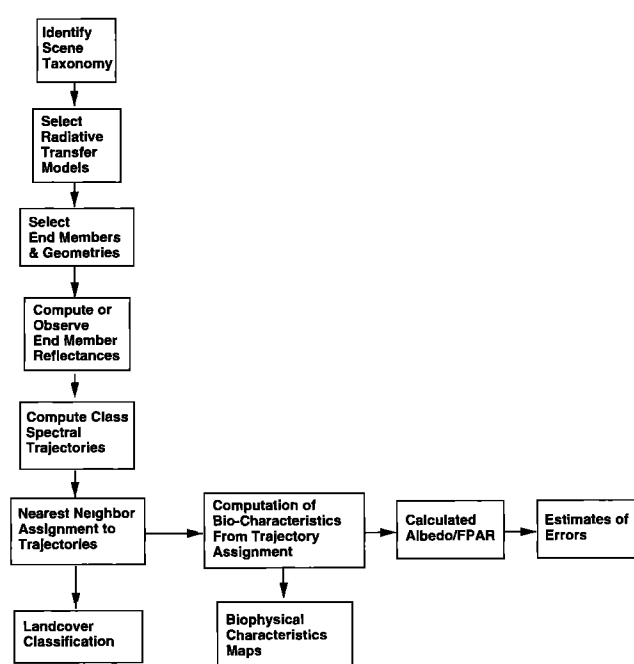 Identify
Scene
Taxonomy
Select
Radiative
Transfer
Models
Select
End Members
& Geometries
Compute or
Observe
End Member
Reflectances
Compute Class
Spectral
Trajectories
Nearest Neighbor
Assignment to
Trajectories
Computation of
Bio-Characteristics
From Trajectory
Assignment
Calculated
Albedo/FPAR
Estimates of
Errors
Landcover
Classification
Biophysical
Characteristics
Maps